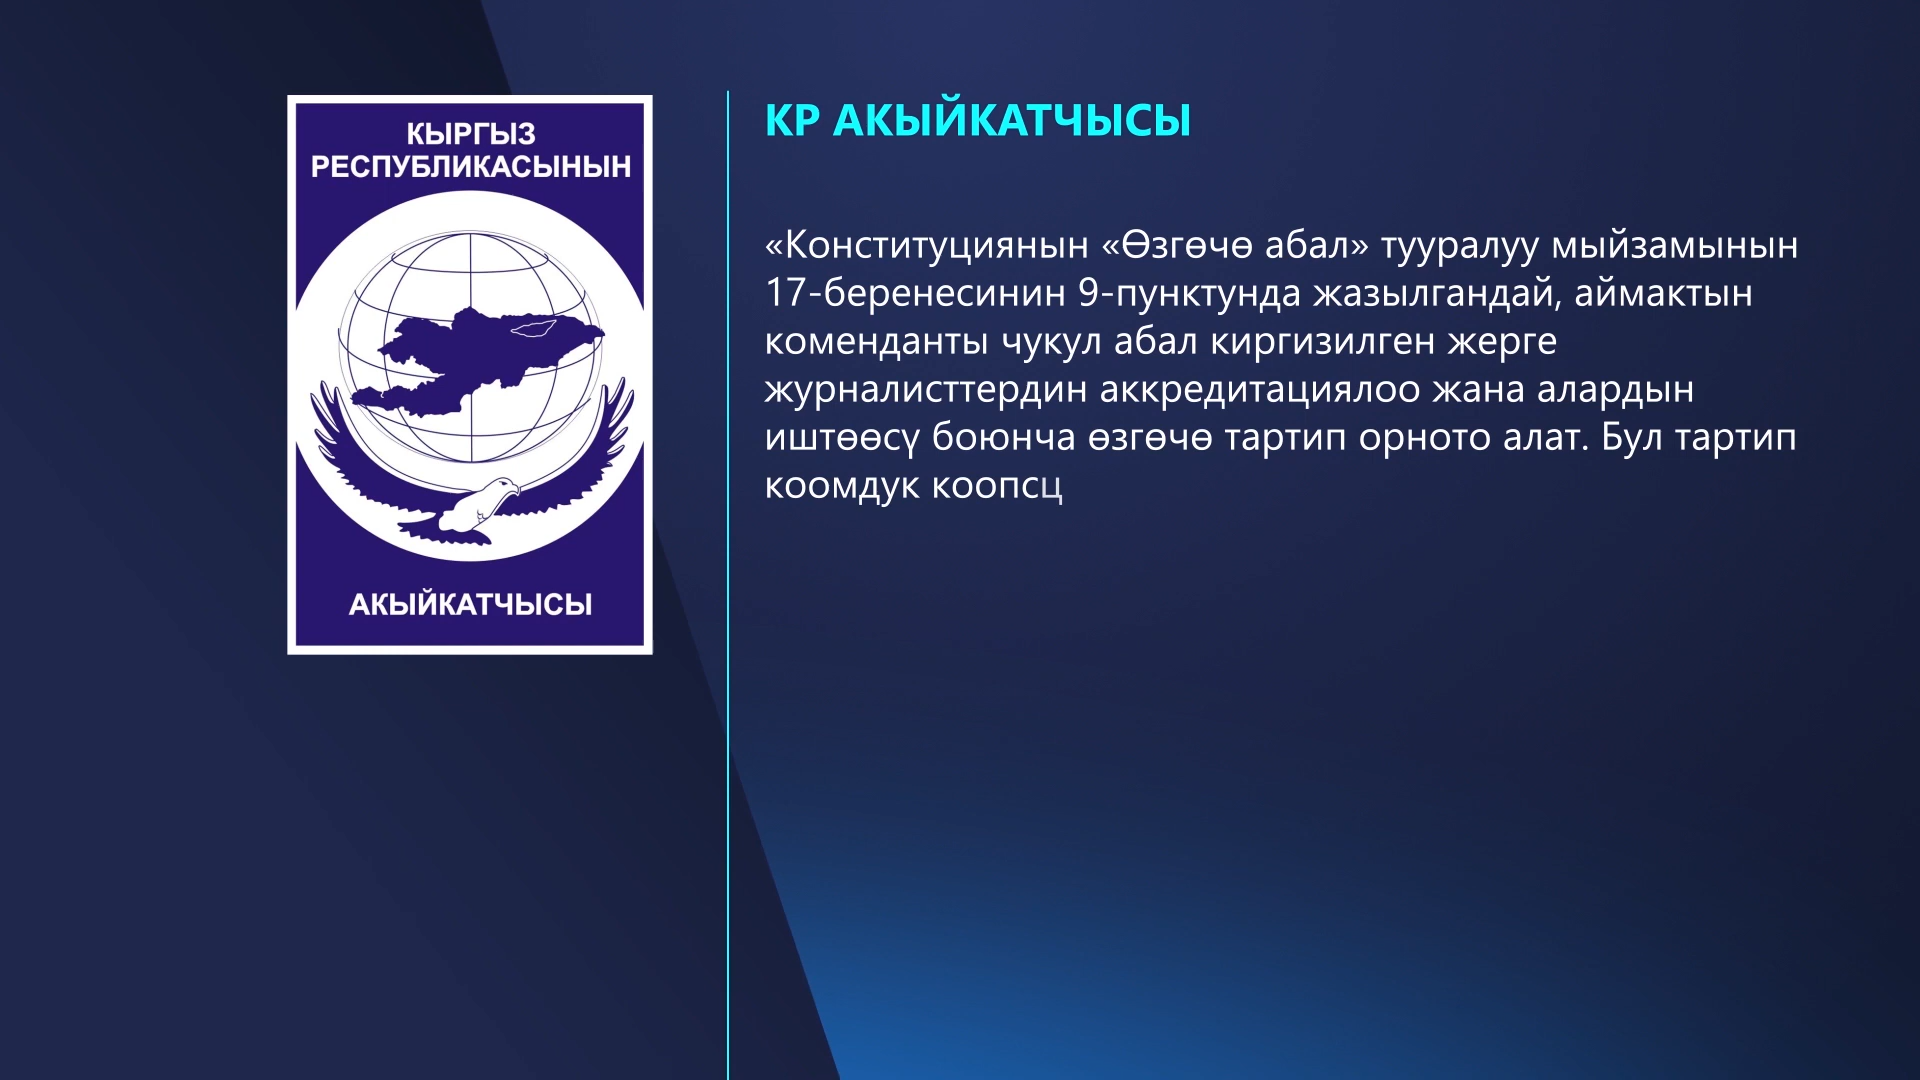 КЫРГЫЗ
РЕСПУБЛИКАСЫНЫН
АКЫЙКАТЧЫСЫ
КР АКЫЙКАТЧЫСЫ
«Конституциянын «Өзгөчө абал» тууралуу мыйзамынын
17-беренесинин 9-пунктунда жазылгандай, аймактын
коменданты чукул абал киргизилген жерге
журналисттердин аккредитациялоо жана алардын
иштөөсү боюнча өзгөчө тартип орното алат. Бул тартип
коомдук коопсц